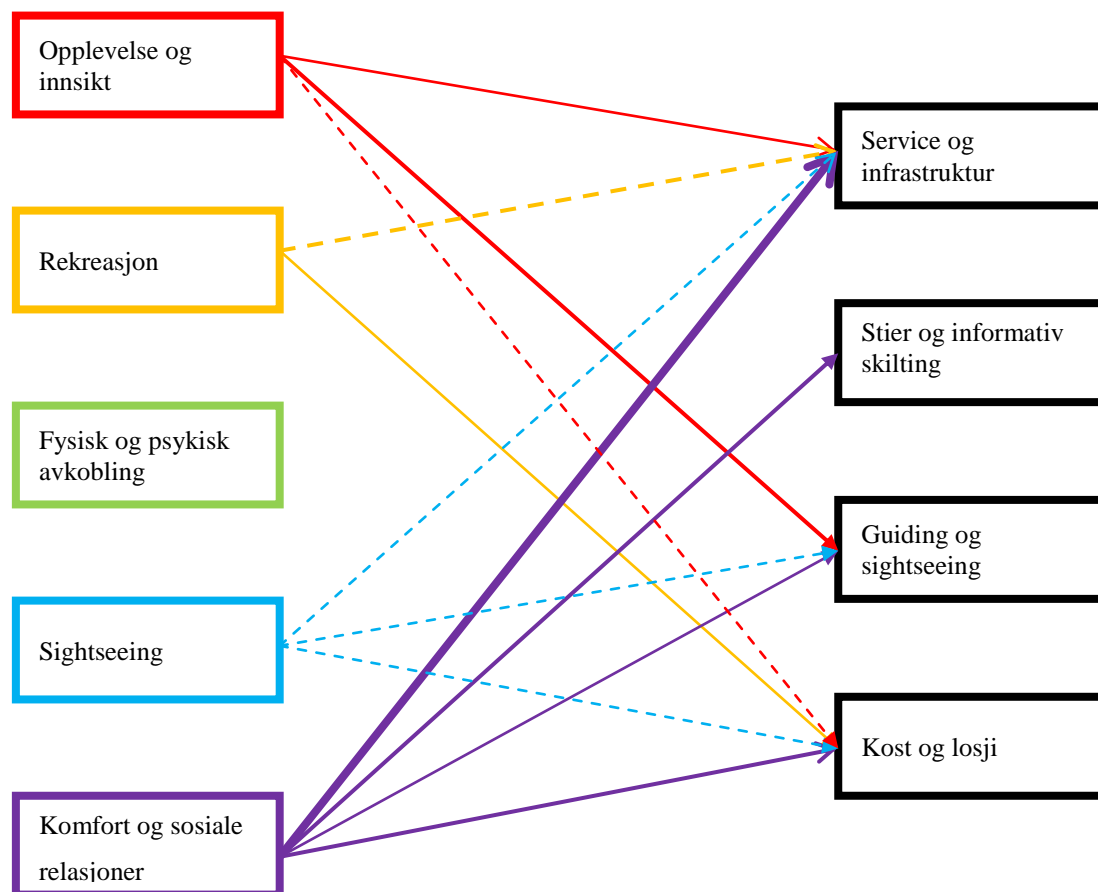 Opplevelse og
innsikt
Rekreasjon
Fysisk og psykisk
avkobling
Sightseeing
Komfort og sosiale
relasjoner
Service og
infrastruktur
Stier og informativ
skilting
Guiding og
sightseeing
Kost og losji